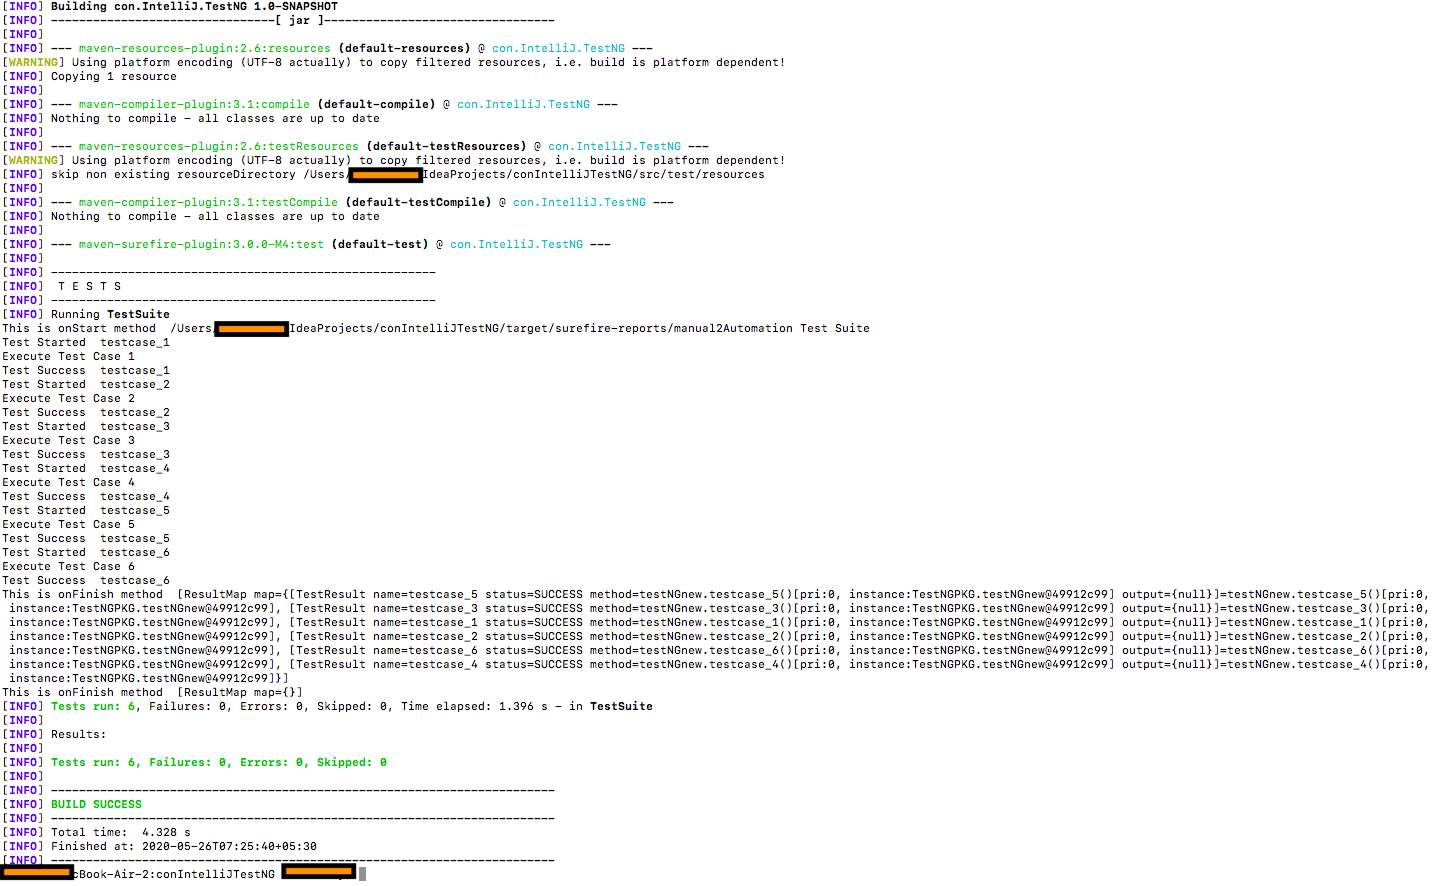 [INFO] Building con.IntelliJ.TestNG 1.0-SNAPSHOT
[INFO] --------------------------------[ jar ]---------------------------------
[INFO]
[INFO] --- maven-resources-plugin:2.6:resources (default-resources) @ con.IntelliJ.TestNG ---
[WARNING] Using platform encoding (UTF-8 actually) to copy filtered resources, i.e. build is platform dependent!
[INFO] Copying 1 resource
[INFO]
[INFO] --- maven-compiler-plugin:3.1:compile (default-compile) @ con.IntelliJ.TestNG ---
[INFO] Nothing to compile - all classes are up to date
[INFO]
[INFO] --- maven-resources-plugin:2.6:testResources (default-testResources) @ con.IntelliJ.TestNG ---
[WARNING] Using platform encoding (UTF-8 actually) to copy filtered resources, i.e. build is platform dependent!
[INFO] skip non existing resourceDirectory /Users/ IdeaProjects/conIntelliJTestNG/src/test/resources
[INFO]
[INFO] --- maven-compiler-plugin:3.1:testCompile (default-testCompile) @ con.IntelliJ.TestNG ---
[INFO] Nothing to compile - all classes are up to date
[INFO]
[INFO] --- maven-surefire-plugin:3.0.0-M4:test (default-test) @ con.IntelliJ.TestNG ---
[INFO]
[INFO] -------------------------------------------------------
[INFO]  T E S T S
[INFO] -------------------------------------------------------
[INFO] Running TestSuite
This is onStart method  /Users/ IdeaProjects/conIntelliJTestNG/target/surefire-reports/manual2Automation Test Suite
Test Started  testcase_1
Execute Test Case 1
Test Success  testcase_1
Test Started  testcase_2
Execute Test Case 2
Test Success  testcase_2
Test Started  testcase_3
Execute Test Case 3
Test Success  testcase_3
Test Started  testcase_4
Execute Test Case 4
Test Success  testcase_4
Test Started  testcase_5
Execute Test Case 5
Test Success  testcase_5
Test Started  testcase_6
Execute Test Case 6
Test Success  testcase_6
This is onFinish method  [ResultMap map={[TestResult name=testcase_5 status=SUCCESS method=testNGnew.testcase_5()[pri:0, instance:TestNGPKG.testNGnew@49912c99] output={null}]=testNGnew.testcase_5()[pri:0,
instance:TestNGPKG.testNGnew@49912c99], [TestResult name=testcase_3 status=SUCCESS method=testNGnew.testcase_3()[pri:0, instance:TestNGPKG.testNGnew@49912c99] output={null}]=testNGnew.testcase_3()[pri:0,
instance:TestNGPKG.testNGnew@49912c99], [TestResult name=testcase_1 status=SUCCESS method=testNGnew.testcase_1()[pri:0, instance:TestNGPKG.testNGnew@49912c99] output={null}]=testNGnew.testcase_1()[pri:0,
instance:TestNGPKG.testNGnew@49912c99], [TestResult name=testcase_2 status=SUCCESS method=testNGnew.testcase_2()[pri:0, instance:TestNGPKG.testNGnew@49912c99] output={null}]=testNGnew.testcase_2()[pri:0,
instance:TestNGPKG.testNGnew@49912c99], [TestResult name=testcase_6 status=SUCCESS method=testNGnew.testcase_6()[pri:0, instance:TestNGPKG.testNGnew@49912c99] output={null}]=testNGnew.testcase_6()[pri:0,
instance:TestNGPKG.testNGnew@49912c99], [TestResult name=testcase_4 status=SUCCESS method=testNGnew.testcase_4()[pri:0, instance:TestNGPKG.testNGnew@49912c99] output={null}]=testNGnew.testcase_4()[pri:0,
instance:TestNGPKG.testNGnew@49912c99]}]
This is onFinish method  [ResultMap map={}]
[INFO] Tests run: 6, Failures: 0, Errors: 0, Skipped: 0, Time elapsed: 1.396 s - in TestSuite
[INFO]
[INFO] Results:
[INFO]
[INFO] Tests run: 6, Failures: 0, Errors: 0, Skipped: 0
[INFO]
[INFO] ------------------------------------------------------------------------
[INFO] BUILD SUCCESS
[INFO] ------------------------------------------------------------------------
[INFO] Total time:  4.328 s
[INFO] Finished at: 2020-05-26T07:25:40+05:30
[INFO] ------------------------------------------------------------------------
cBook-Air-2:conIntelliJTestNG